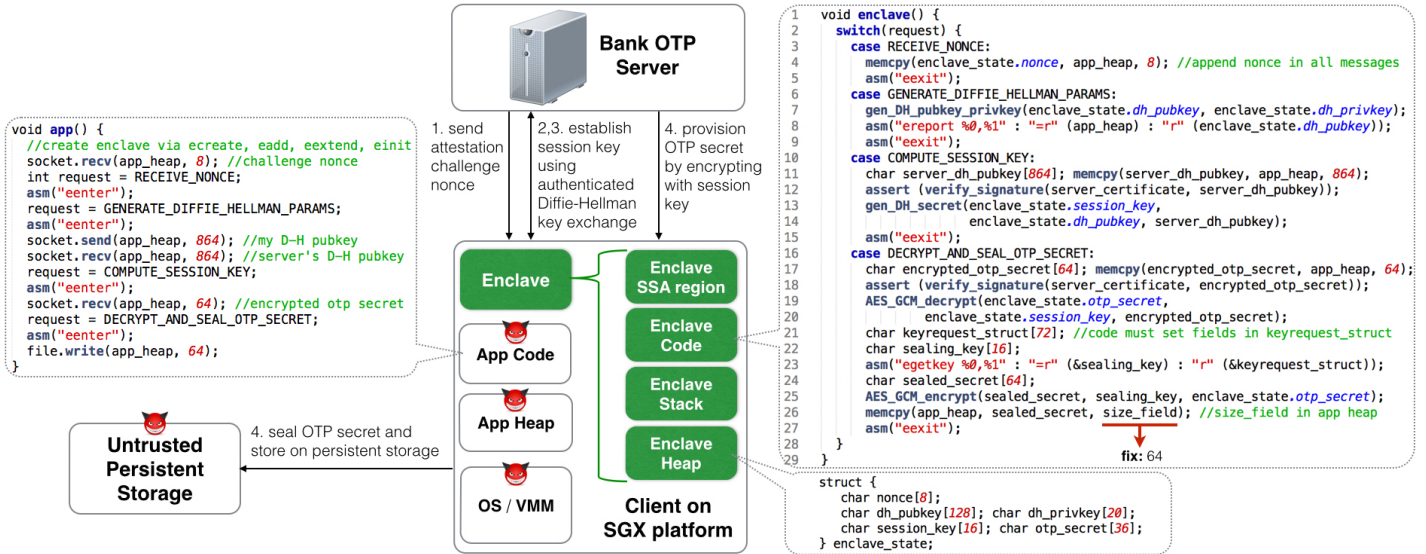 Bank OTP
Server
1. send
attestation
challenge
nonce
2,3. establish
session key
using
authenticated
Diffie-Hellman
key exchange
4. provision
OTP secret
by encrypting
with session
key
void app() {
//create enclave via ecreate, eadd, eextend, einit
socket.recv(app_heap, 8); //challenge nonce
int request = RECEIVE_NONCE;
asm("eenter");
request = GENERATE_DIFFIE_HELLMAN_PARAMS;
asm("eenter");
socket.send(app_heap, 864); //my D-H pubkey
socket.recv(app_heap, 864); //server's D-H pubkey
request = COMPUTE_SESSION_KEY;
asm("eenter");
socket.recv(app_heap, 64); //encrypted otp secret
request = DECRYPT_AND_SEAL_OTP_SECRET;
asm("eenter");
file.write(app_heap, 64);
}
Enclave
App Code
App Heap
OS / VMM
Enclave
SSA region
Enclave
Code
Enclave
Stack
Enclave
Heap
Client on
SGX platform
Untrusted
Persistent
Storage
4. seal OTP secret and
store on persistent storage
1 void enclave() {
2 switch(request) {
3 case RECEIVE_NONCE:
4 memcpy(enclave_state.nonce, app_heap, 8); //append nonce in all messages
5 asm("eexit");
6 case GENERATE_DIFFIE_HELLMAN_PARAMS:
7 gen_DH_pubkey_privkey(enclave_state.dh_pubkey, enclave_state.dh_privkey);
8 asm("ereport %0,%1" : "=r" (app_heap) : "r" (enclave_state.dh_pubkey));
9 asm("eexit");
10 case COMPUTE_SESSION_KEY:
11 char server_dh_pubkey[864]; memcpy(server_dh_pubkey, app_heap, 864);
12 assert (verify_signature(server_certificate, server_dh_pubkey));
13 gen_DH_secret(enclave_state.session_key,
14 enclave_state.dh_pubkey, server_dh_pubkey);
15 asm("eexit");
16 case DECRYPT_AND_SEAL_OTP_SECRET:
17 char encrypted_otp_secret[64]; memcpy(encrypted_otp_secret, app_heap, 64);
18 assert (verify_signature(server_certificate, encrypted_otp_secret));
19 AES_GCM_decrypt(enclave_state.otp_secret,
20 enclave_state.session_key, encrypted_otp_secret);
21 char keyrequest_struct[72]; //code must set fields in keyrequest_struct
22 char sealing_key[16];
23 asm("egetkey %0,%1" : "=r" (&sealing_key) : "r" (&keyrequest_struct));
24 char sealed_secret[64];
25 AES_GCM_encrypt(sealed_secret, sealing_key, enclave_state.otp_secret);
26 memcpy(app_heap, sealed_secret, size_field); //size_field in app heap
27 asm("eexit");
28 }
29 }
fix: 64
struct {
char nonce[8];
char dh_pubkey[128]; char dh_privkey[20];
char session_key[16]; char otp_secret[36];
} enclave_state;